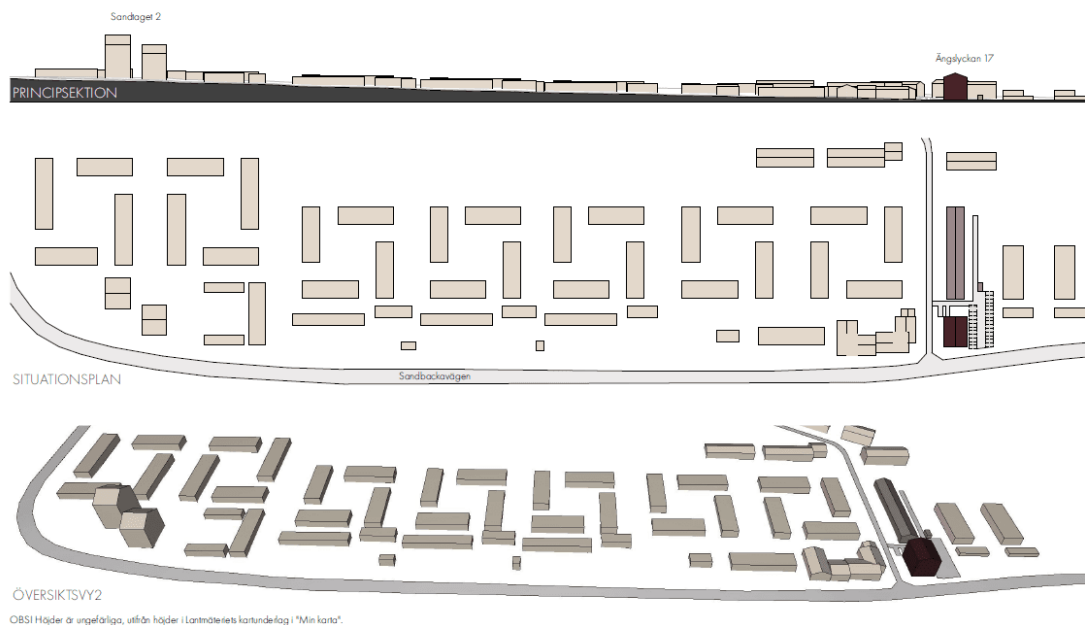 Sandtaget 2
Ängslyckan 17
PRINCIPSEKTION
Sandbackavägen
SITUATIONSPLAN
ÖVERSIKTSVY2
OBS! Höjder är ungefärliga, utifrån höjder i Lantmäteriets kartunderlag i "Min karta".